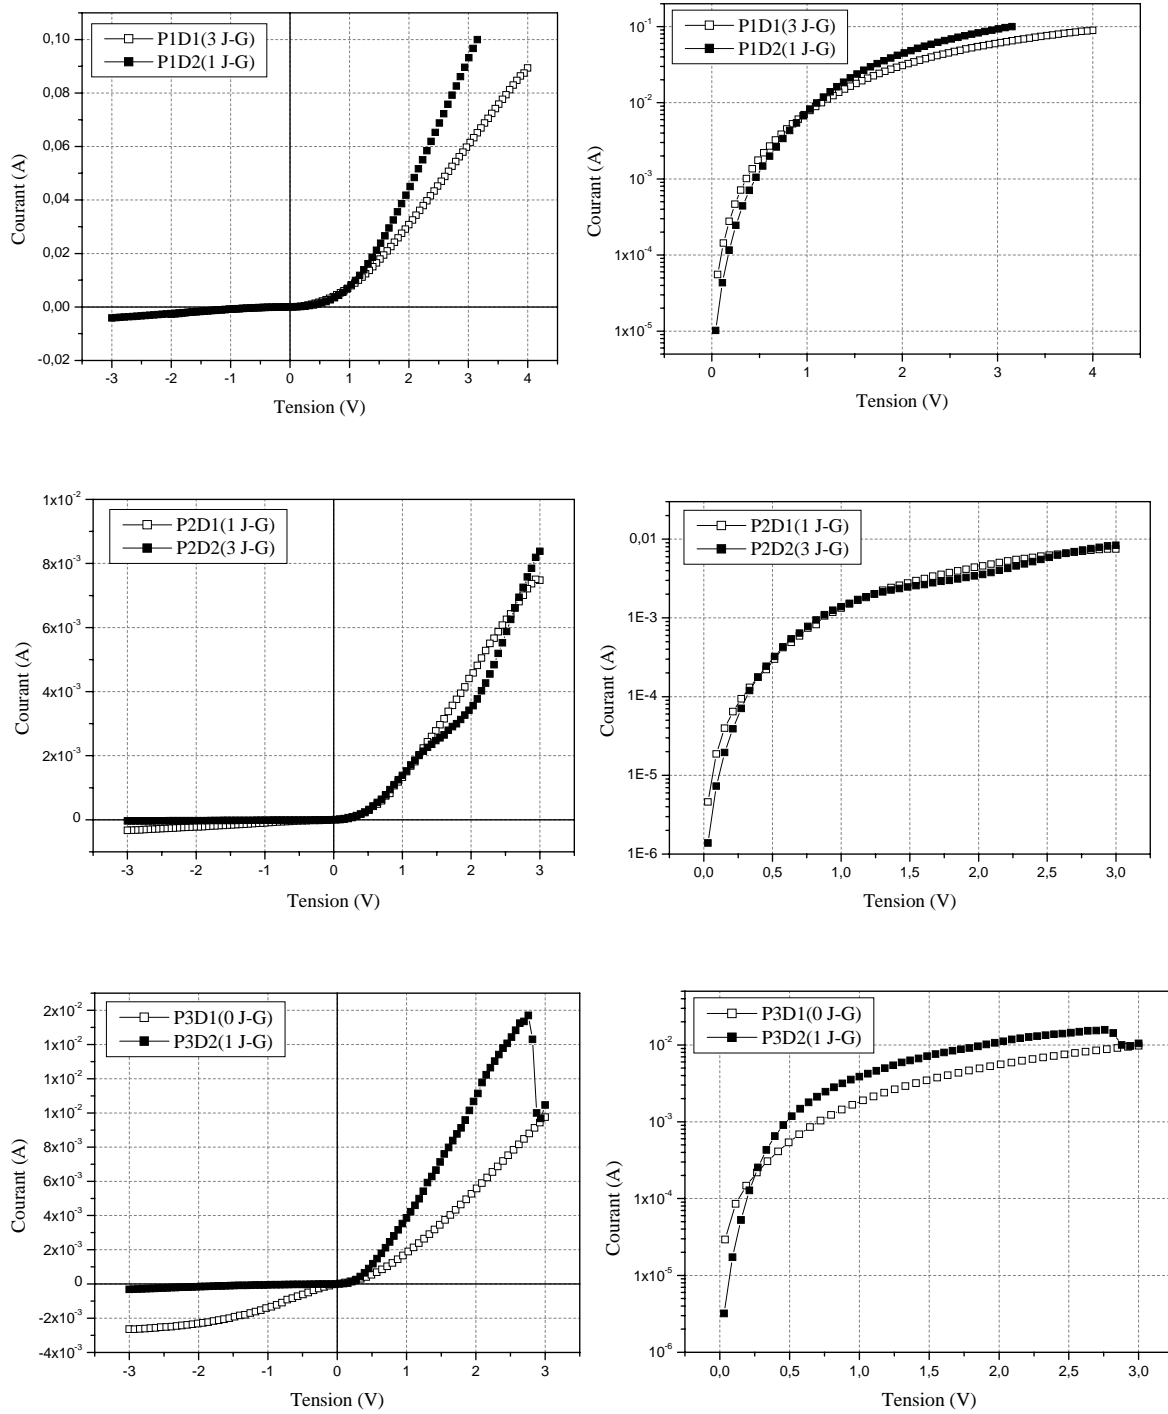 P1D1(3 J-G)
P1D2(1 J-G)
0,10
0,08
0,06
0,04
0,02
0,00
-0,02
Courant (A)
-3 -2 -1 0 1 2 3 4
Tension (V)
P1D1(3 J-G)
P1D2(1 J-G)
10⁻¹
10⁻²
10⁻³
1x10⁻⁴
1x10⁻⁵
Courant (A)
0 1 2 3 4
Tension (V)
P2D1(1 J-G)
P2D2(3 J-G)
1x10⁻²
8x10⁻³
6x10⁻³
4x10⁻³
2x10⁻³
0
Courant (A)
-3 -2 -1 0 1 2 3
Tension (V)
P2D1(1 J-G)
P2D2(3 J-G)
0,01
1E-3
1E-4
1E-5
1E-6
Courant (A)
0,0 0,5 1,0 1,5 2,0 2,5 3,0
Tension (V)
P3D1(0 J-G)
P3D2(1 J-G)
2x10⁻²
1x10⁻²
1x10⁻²
1x10⁻²
8x10⁻³
6x10⁻³
4x10⁻³
2x10⁻³
0
-2x10⁻³
-4x10⁻³
Courant (A)
-3 -2 -1 0 1 2 3
Tension (V)
P3D1(0 J-G)
P3D2(1 J-G)
10⁻²
10⁻³
1x10⁻⁴
10⁻⁵
10⁻⁶
Courant (A)
0,0 0,5 1,0 1,5 2,0 2,5 3,0
Tension (V)